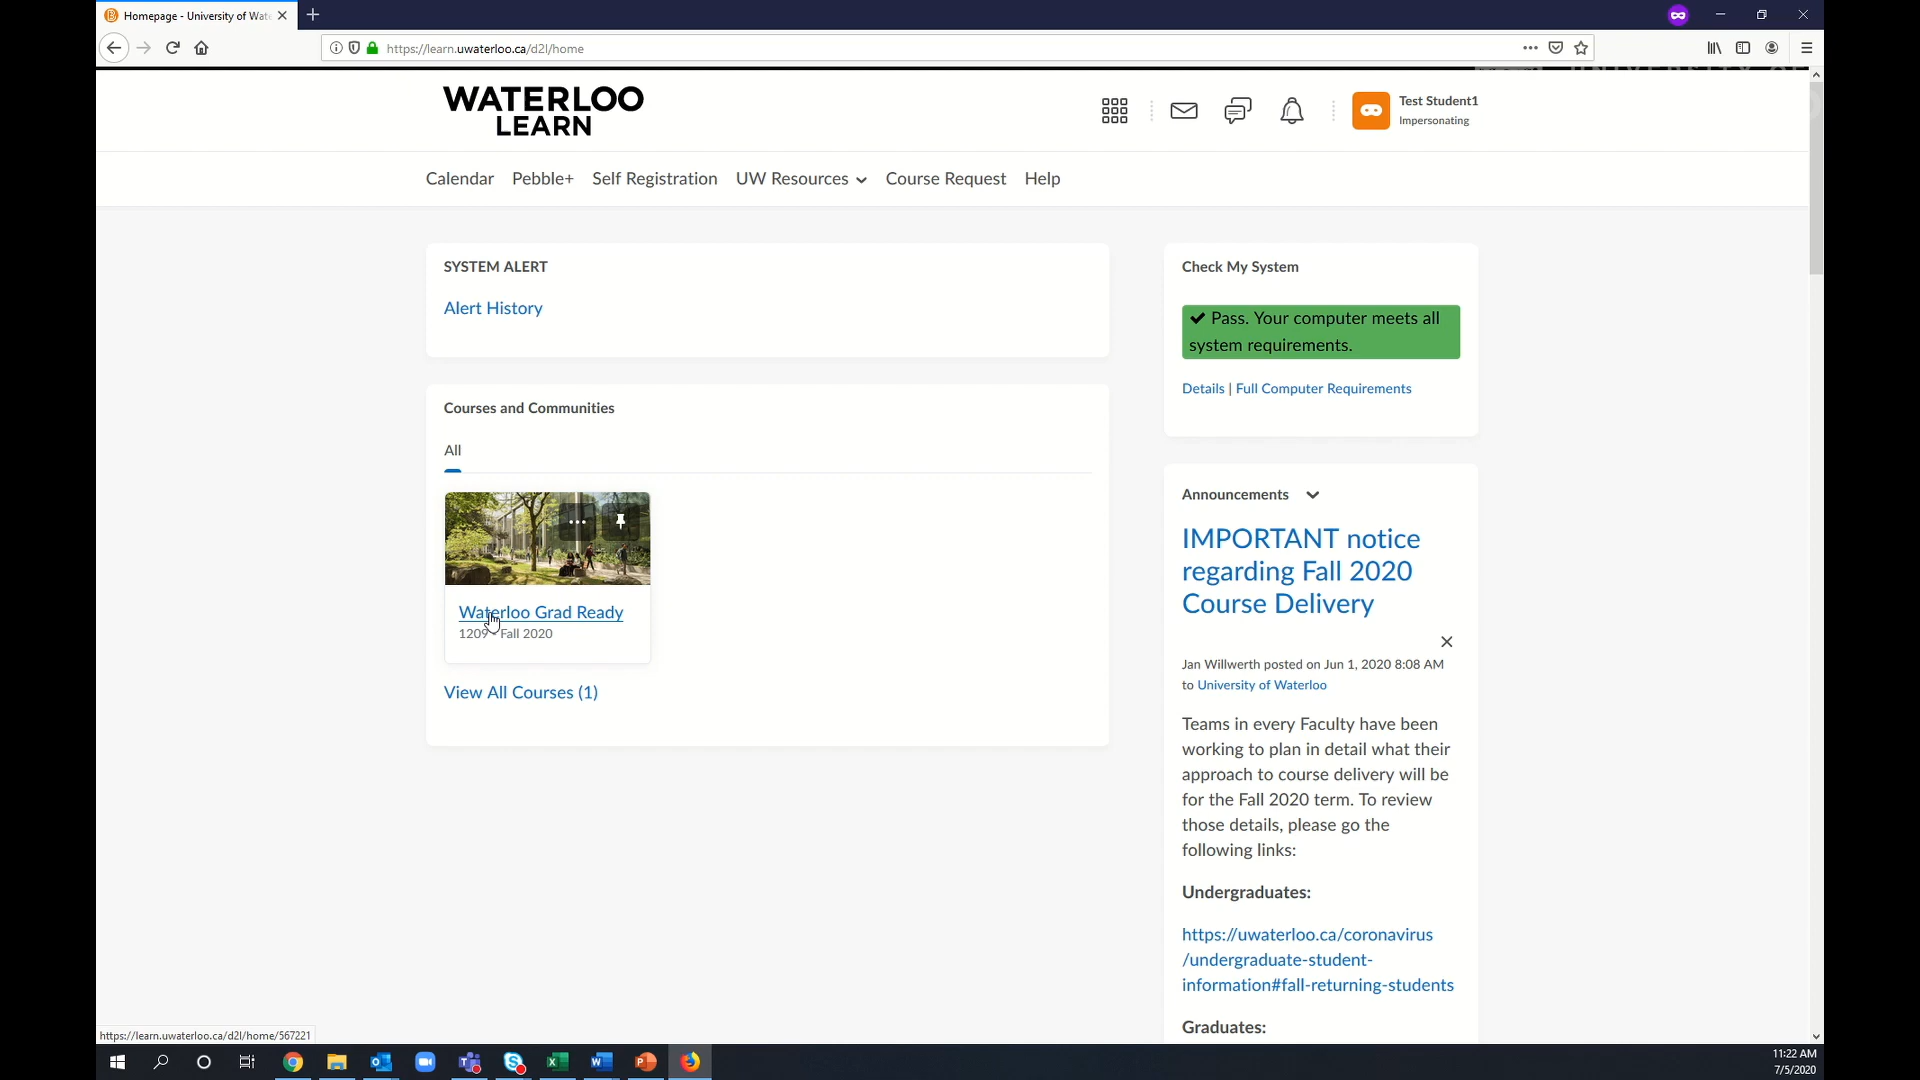 Homepage - University of Wate
https://learn.uwaterloo.ca/d2l/home
WATERLOO
LEARN
Test Student1
Impersonating
Calendar
Pebble+
Self Registration
UW Resources
Course Request
Help
SYSTEM ALERT
Alert History
Courses and Communities
All
Waterloo Grad Ready
1209 - Fall 2020
View All Courses (1)
Check My System
✔ Pass. Your computer meets all
system requirements.
Details | Full Computer Requirements
Announcements
IMPORTANT notice
regarding Fall 2020
Course Delivery
Jan Willwerth posted on Jun 1, 2020 8:08 AM
to University of Waterloo
Teams in every Faculty have been
working to plan in detail what their
approach to course delivery will be
for the Fall 2020 term. To review
those details, please go the
following links:
Undergraduates:
https://uwaterloo.ca/coronavirus
/undergraduate-student-
information#fall-returning-students
Graduates:
https://learn.uwaterloo.ca/d2l/home/567221
11:22 AM
7/5/2020